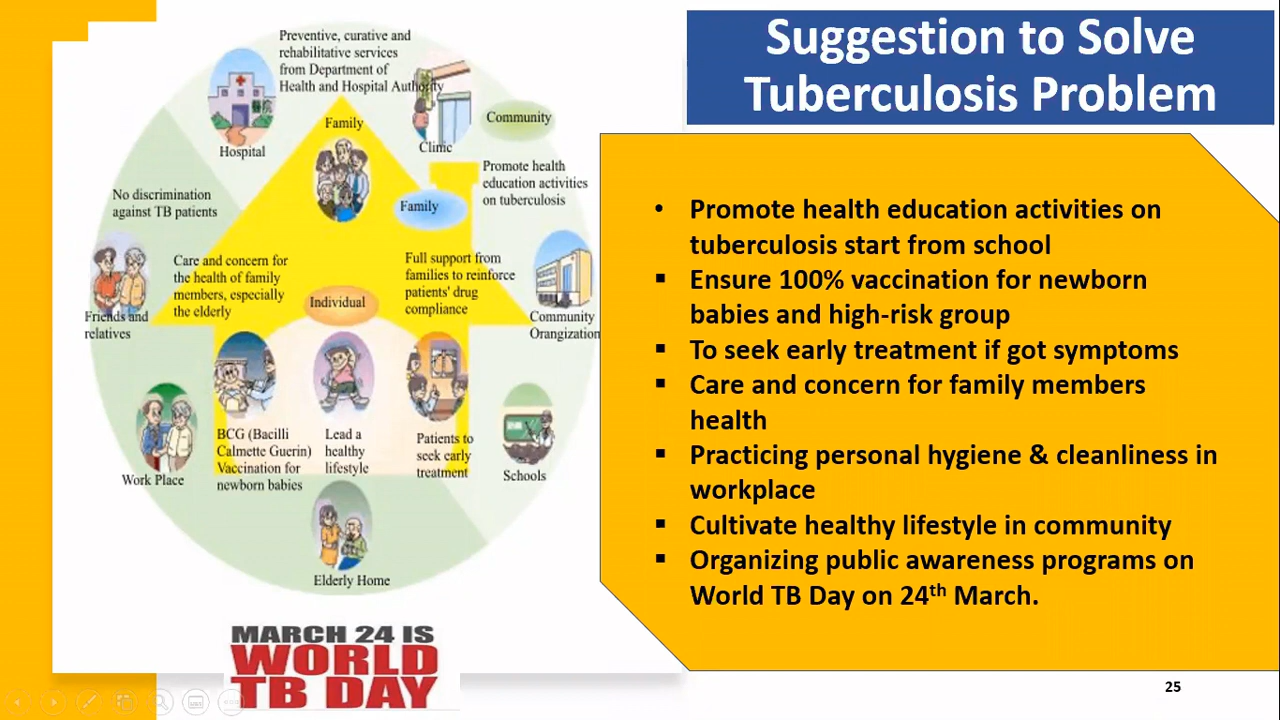 Suggestion to Solve
Tuberculosis Problem
Preventive, curative and
rehabilitative services
from Department of
Health and Hospital Authority
Hospital
Family
Clinic
Community
No discrimination
against TB patients
Promote health
education activities
on tuberculosis
Family
Care and concern for
the health of family
members, especially
the elderly
Full support from
families to reinforce
patients' drug
compliance
Individual
Friends and
relatives
Community
Orangization
BCG (Bacilli
Calmette Guerin)
Vaccination for
newborn babies
Lead a
healthy
lifestyle
Patients to
seek early
treatment
Work Place
Schools
Elderly Home
MARCH 24 IS
WORLD
TB DAY
• Promote health education activities on
tuberculosis start from school
▪ Ensure 100% vaccination for newborn
babies and high-risk group
▪ To seek early treatment if got symptoms
▪ Care and concern for family members
health
▪ Practicing personal hygiene & cleanliness in
workplace
▪ Cultivate healthy lifestyle in community
▪ Organizing public awareness programs on
World TB Day on 24th March.
25